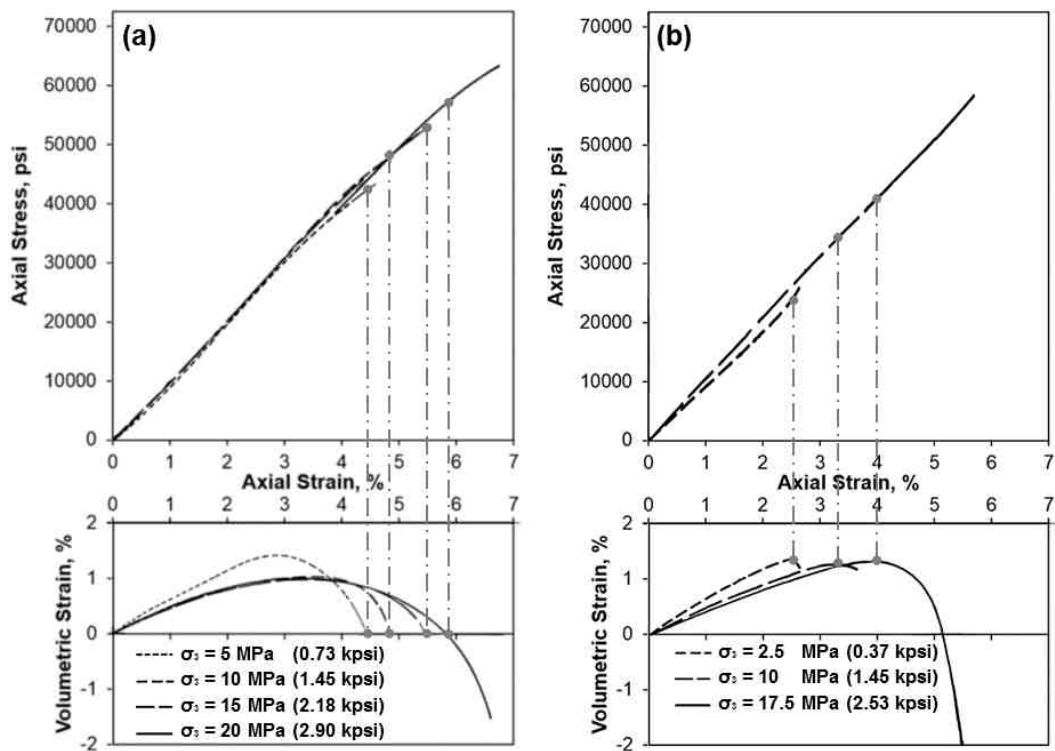 (a)
Axial Stress, psi
70000
60000
50000
40000
30000
20000
10000
0
0 1 2 3 4 5 6 7
Axial Strain, %
0 1 2 3 4 5 6 7
Volumetric Strain, %
2
1
0
-1
-2
σ₃ = 5 MPa (0.73 kpsi)
σ₃ = 10 MPa (1.45 kpsi)
σ₃ = 15 MPa (2.18 kpsi)
σ₃ = 20 MPa (2.90 kpsi)
(b)
Axial Stress, psi
70000
60000
50000
40000
30000
20000
10000
0
0 1 2 3 4 5 6 7
Axial Strain, %
0 1 2 3 4 5 6 7
Volumetric Strain, %
2
1
0
-1
-2
σ₃ = 2.5 MPa (0.37 kpsi)
σ₃ = 10 MPa (1.45 kpsi)
σ₃ = 17.5 MPa (2.53 kpsi)